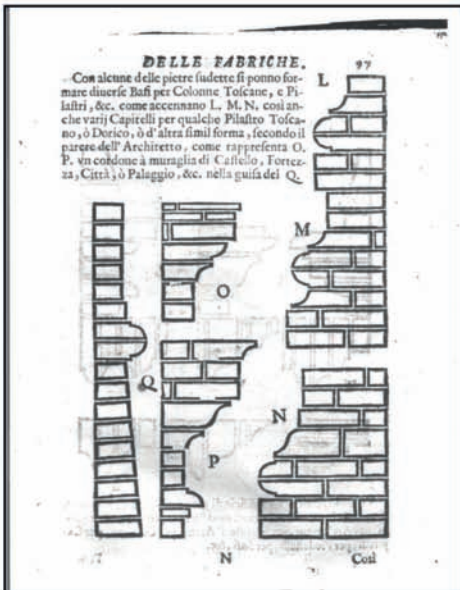 DELLE FABRICHE. 97
Con alcune delle pietre sudette si ponno for-
mare diuerse Basi per Colonne Toscane, e Pi-
lastri, &c. come accennano L, M, N, così an-
che varij Capitelli per qualche Pilastro Tosca-
no, ò Dorico, ò d'altra simil forma, secondo il
parere dell'Architetto, come rappresenta O,
P, vn cordone à muraglia di Castello, Fortez-
za, Città, ò Palaggio, &c. nella guisa dei Q.
L
M
O
Q
N
P
N
Così